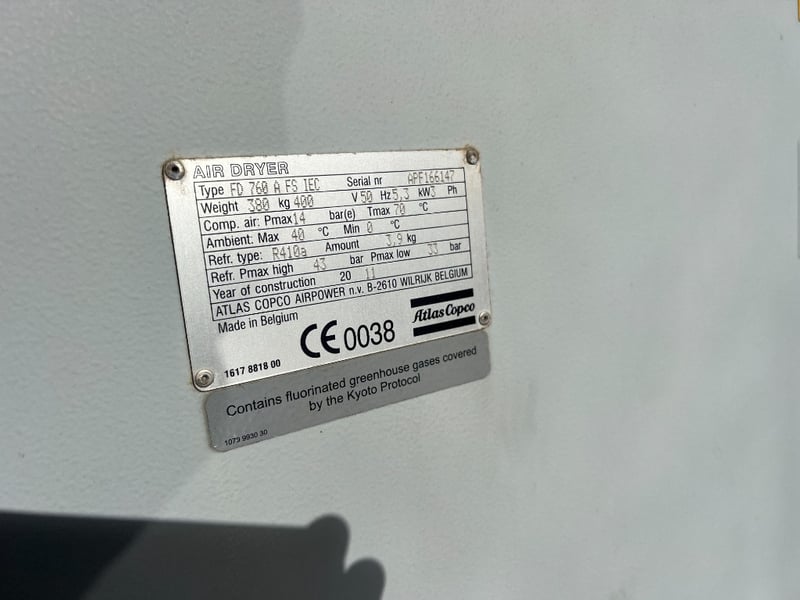 AIR DRYER
Type FD 760 A FS IEC Serial nr APF166147
Weight 380 kg 400 V 50 Hz 5,3 kW 3 Ph
Comp. air: Pmax 14 bar(e) Tmax 70 °C
Ambient: Max 40 °C Min 0 °C
Refr. type: R410a Amount 3,9 kg
Refr. Pmax high 43 bar Pmax low 33 bar
Year of construction 20 11
ATLAS COPCO AIRPOWER n.v. B-2610 WILRIJK BELGIUM
Made in Belgium
CE 0038
Atlas Copco
1617 8818 00
Contains fluorinated greenhouse gases covered
by the Kyoto Protocol
1079 9930 30